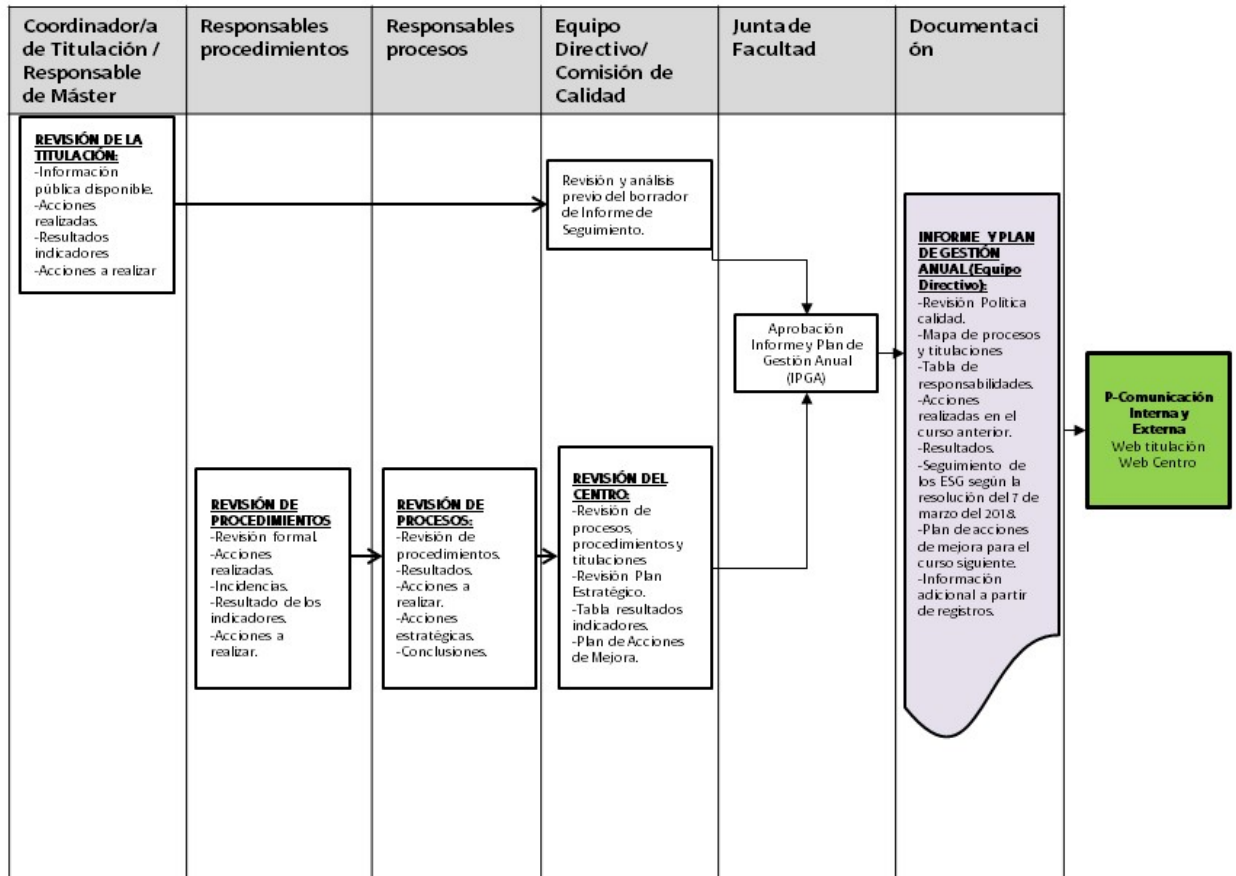 Coordinador/a
de Titulación /
Responsable
de Máster
Responsables
procedimientos
Responsables
procesos
Equipo
Directivo/
Comisión de
Calidad
Junta de
Facultad
Documentaci
ón
REVISIÓN DE LA
TITULACIÓN:
-Información
pública disponible.
-Acciones
realizadas.
-Resultados
indicadores
-Acciones a realizar
Revisión y análisis
previo del borrador
de Informe de
Seguimiento.
Aprobación
Informe y Plan de
Gestión Anual
(IPGA)
INFORME Y PLAN
DE GESTIÓN
ANUAL (Equipo
Directivo):
-Revisión Política
calidad.
-Mapa de procesos
y titulaciones
-Tabla de
responsabilidades.
-Acciones
realizadas en el
curso anterior.
-Resultados.
-Seguimiento de
los ESG según la
resolución del 7 de
marzo del 2018.
-Plan de acciones
de mejora para el
curso siguiente.
-Información
adicional a partir
de registros.
P-Comunicación
Interna y
Externa
Web titulación
Web Centro
REVISIÓN DE
PROCEDIMIENTOS
-Revisión formal.
-Acciones
realizadas.
-Incidencias.
-Resultado de los
indicadores.
-Acciones a
realizar.
REVISIÓN DE
PROCESOS:
-Revisión de
procedimientos.
-Resultados.
-Acciones a
realizar.
-Acciones
estratégicas.
-Conclusiones.
REVISIÓN DEL
CENTRO:
-Revisión de
procesos,
procedimientos y
titulaciones
-Revisión Plan
Estratégico.
-Tabla resultados
indicadores.
-Plan de Acciones
de Mejora.